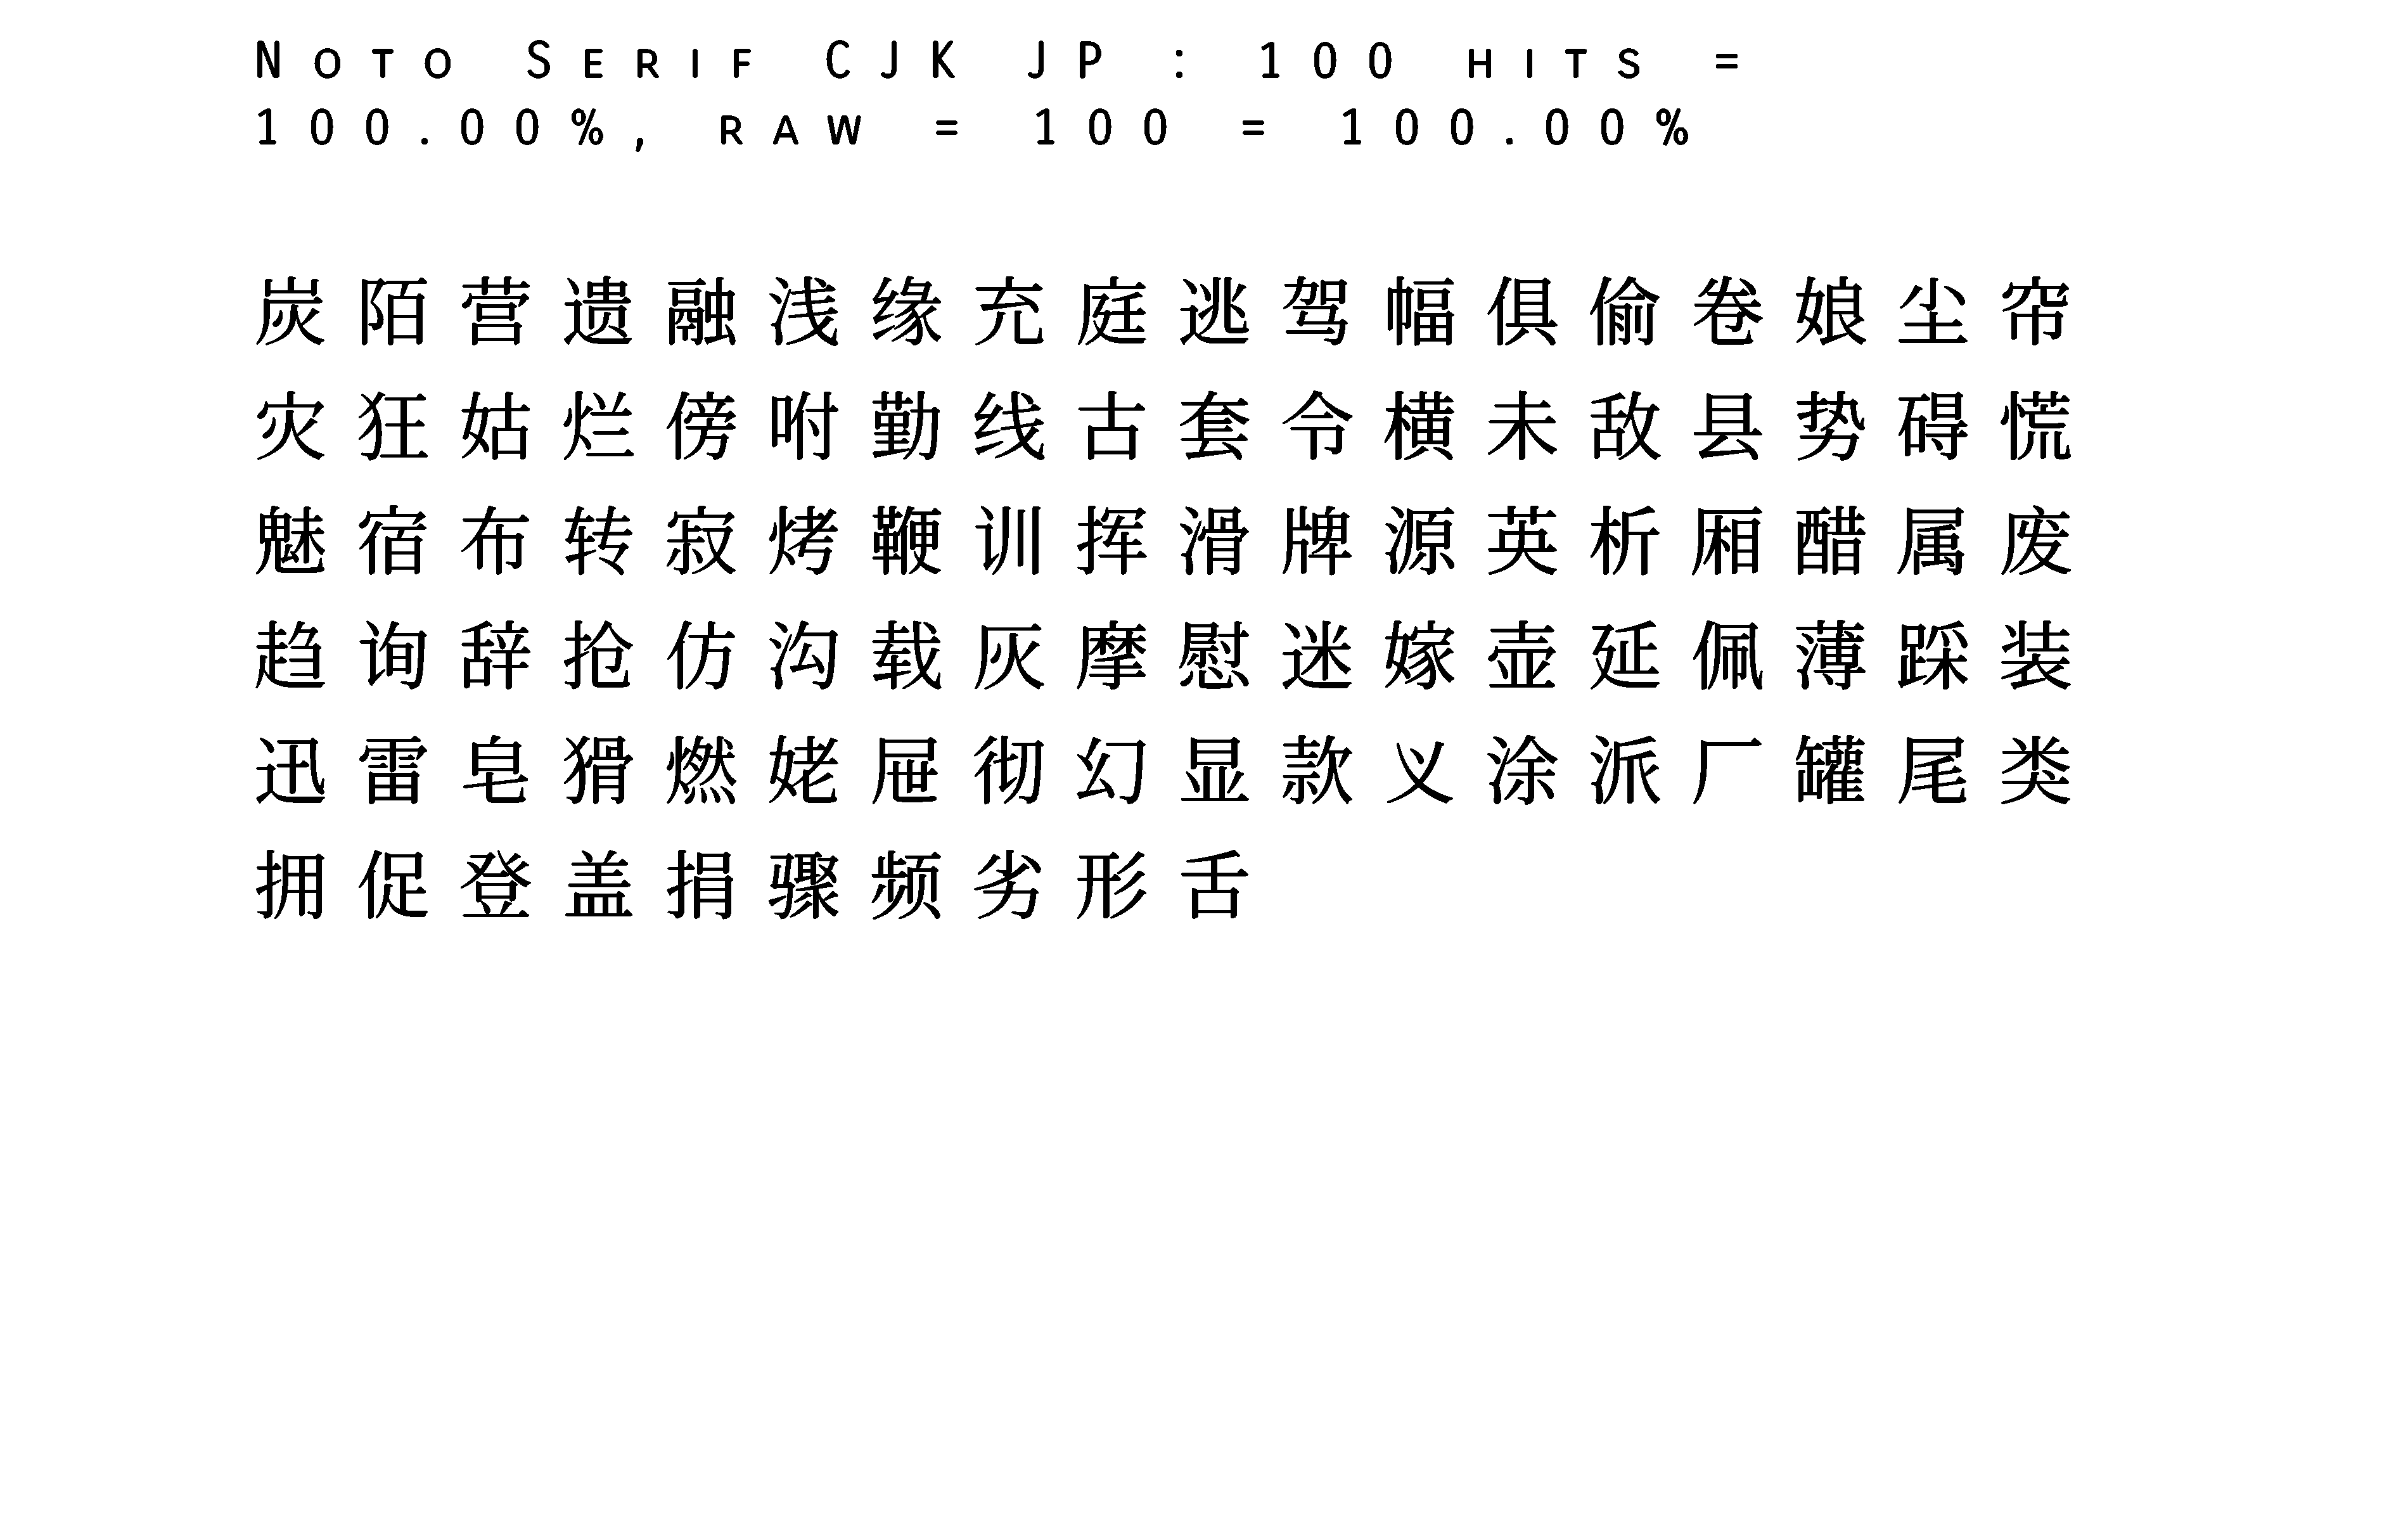 Noto Serif CJK JP : 100 hits =
100.00%, raw = 100 = 100.00%
炭陌营遗融浅缘充庭逃驾幅俱偷卷娘尘帘
灾狂姑烂傍咐勤线古套令横未敌县势碍慌
魅宿布转寂烤鞭训挥滑牌源英析厢醋属废
趋询辞抢仿沟载灰摩慰迷嫁壶延佩薄踩装
迅雷皂猾燃姥屉彻幻显款义涂派厂罐尾类
拥促登盖捐骤频劣形舌